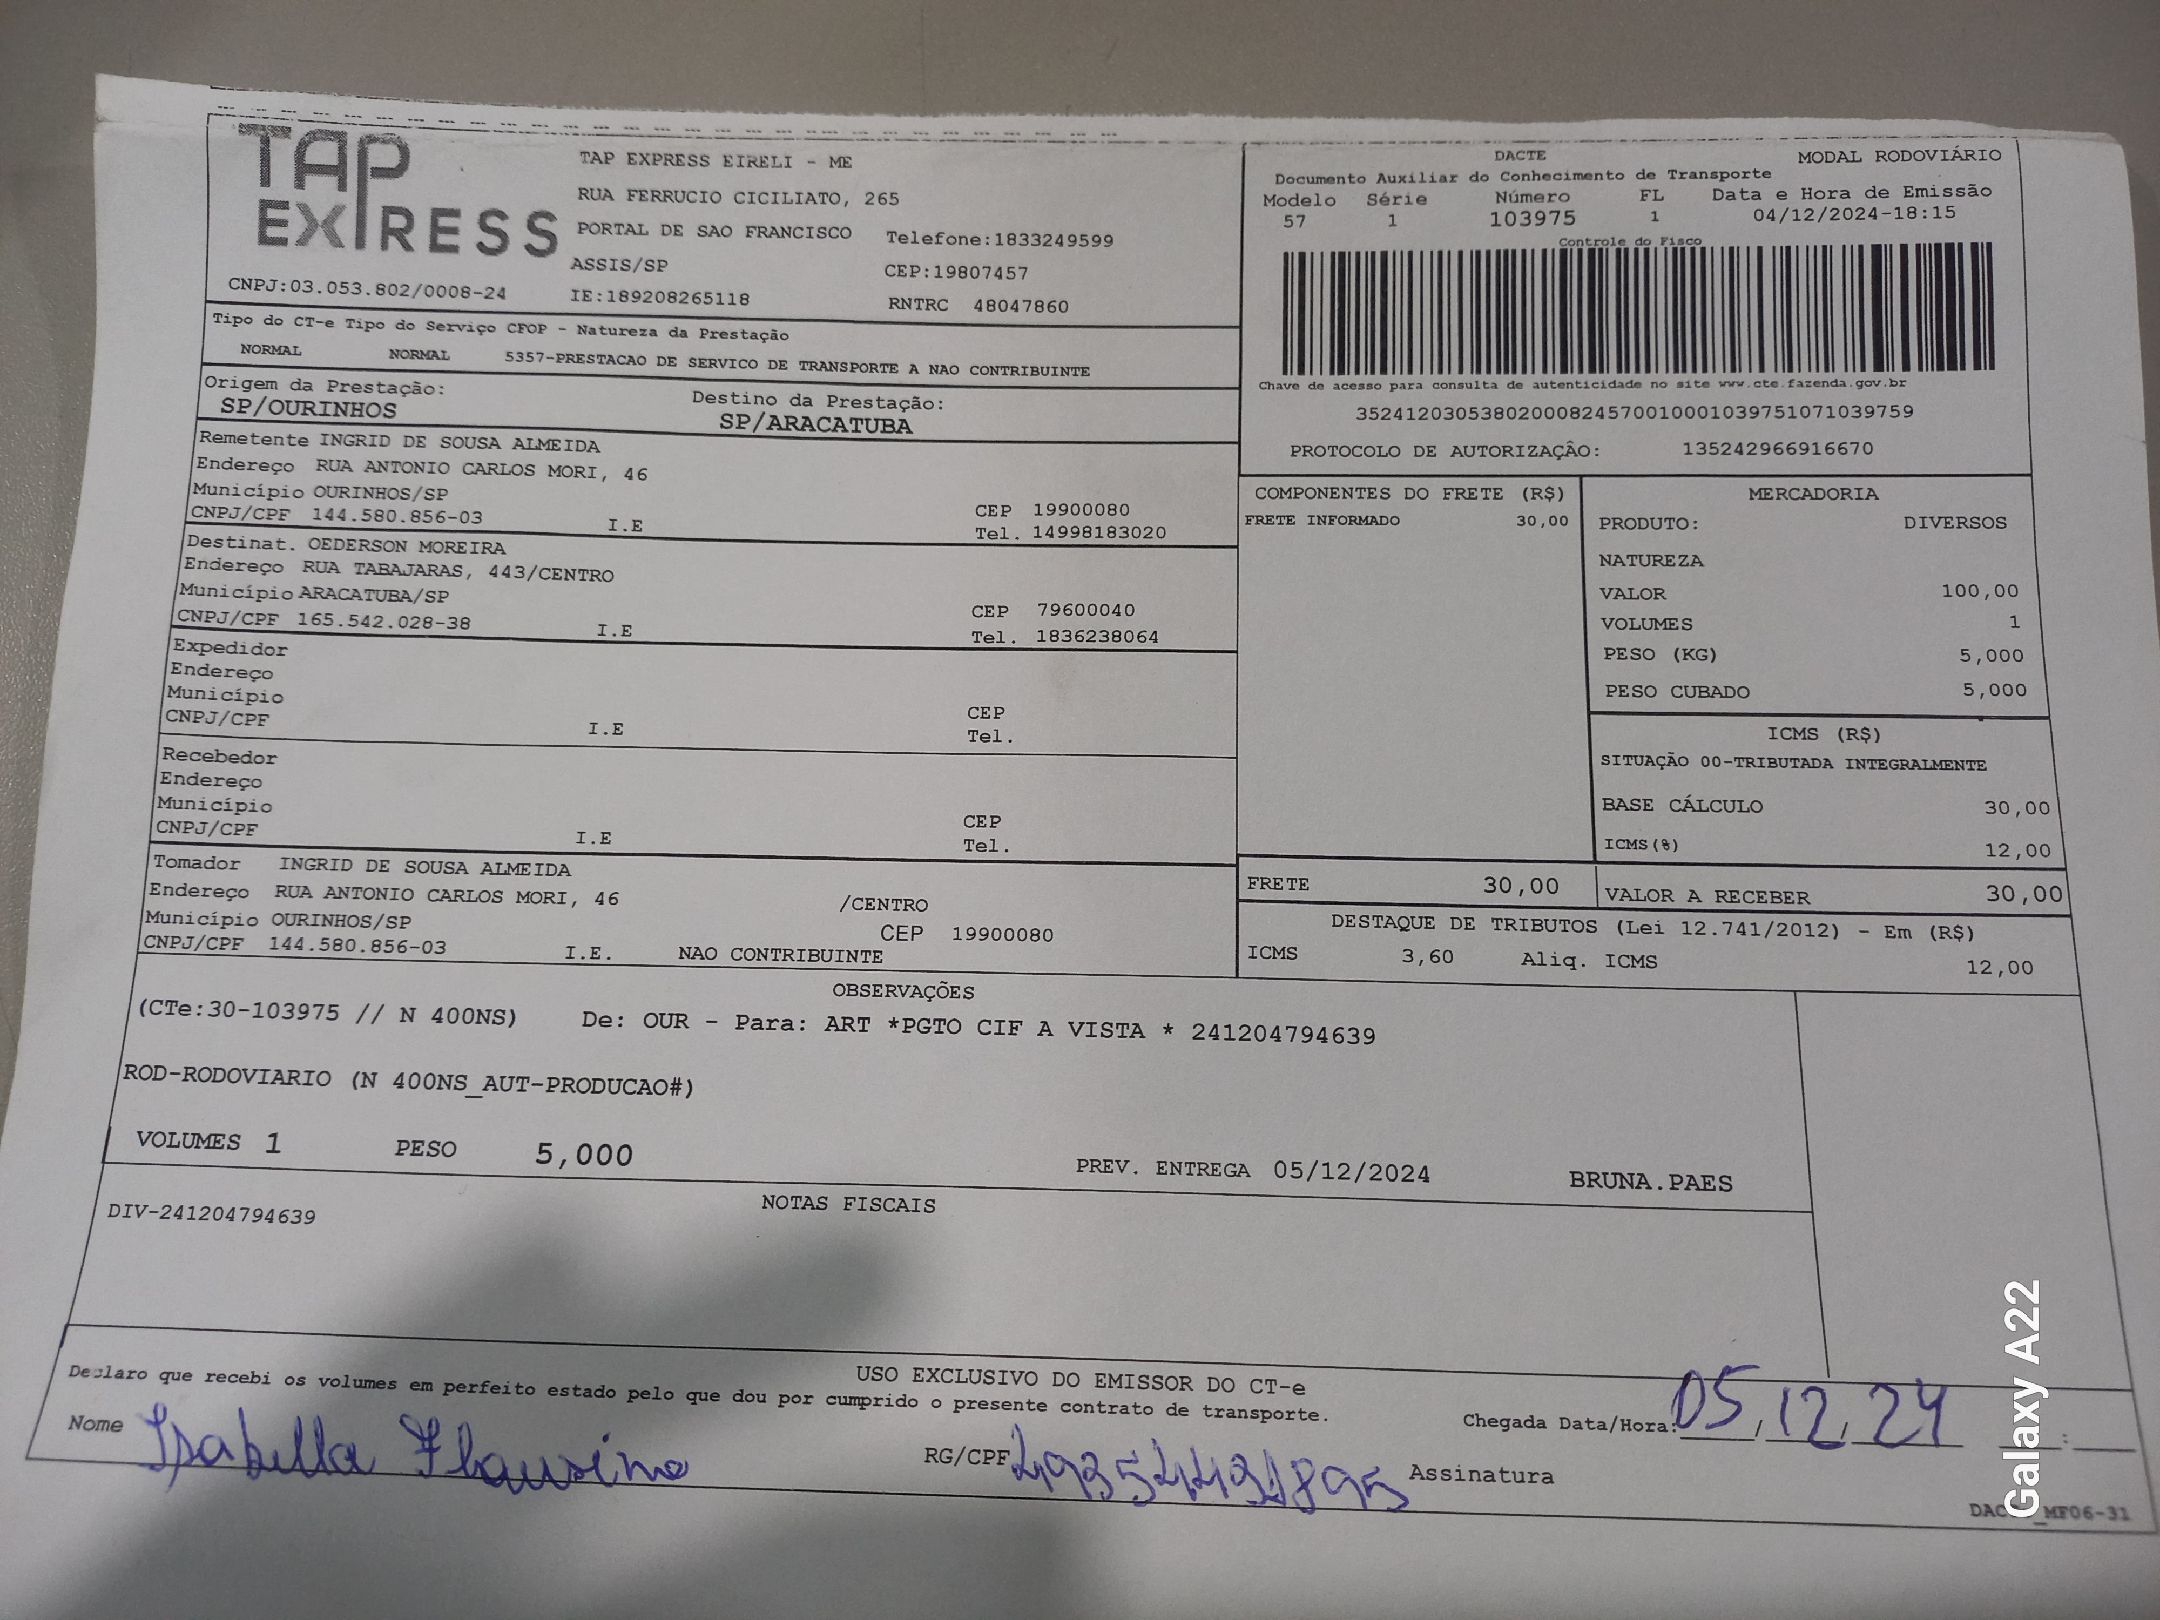 TAP EXPRESS
TAP EXPRESS EIRELI - ME
RUA FERRUCIO CICILIATO, 265
PORTAL DE SAO FRANCISCO Telefone:1833249599
ASSIS/SP CEP:19807457
CNPJ:03.053.802/0008-24 IE:189208265118 RNTRC 48047860
DACTE MODAL RODOVIÁRIO
Documento Auxiliar do Conhecimento de Transporte
Modelo Série Número FL Data e Hora de Emissão
57 1 103975 1 04/12/2024-18:15
Controle do Fisco
Chave de acesso para consulta de autenticidade no site www.cte.fazenda.gov.br
35241203053802000824570010001039751071039759
PROTOCOLO DE AUTORIZAÇÂO: 135242966916670
Tipo do CT-e Tipo do Serviço CFOP - Natureza da Prestação
NORMAL NORMAL 5357-PRESTACAO DE SERVICO DE TRANSPORTE A NAO CONTRIBUINTE
Origem da Prestação: Destino da Prestação:
SP/OURINHOS SP/ARACATUBA
Remetente INGRID DE SOUSA ALMEIDA
Endereço RUA ANTONIO CARLOS MORI, 46
Município OURINHOS/SP CEP 19900080
CNPJ/CPF 144.580.856-03 I.E Tel. 14998183020
Destinat. OEDERSON MOREIRA
Endereço RUA TABAJARAS, 443/CENTRO
Município ARACATUBA/SP CEP 79600040
CNPJ/CPF 165.542.028-38 I.E Tel. 1836238064
Expedidor
Endereço
Município CEP
CNPJ/CPF I.E Tel.
Recebedor
Endereço
Município CEP
CNPJ/CPF I.E Tel.
Tomador INGRID DE SOUSA ALMEIDA
Endereço RUA ANTONIO CARLOS MORI, 46 /CENTRO
Município OURINHOS/SP CEP 19900080
CNPJ/CPF 144.580.856-03 I.E. NAO CONTRIBUINTE
COMPONENTES DO FRETE (R$)
FRETE INFORMADO 30,00
MERCADORIA
PRODUTO: DIVERSOS
NATUREZA
VALOR 100,00
VOLUMES 1
PESO (KG) 5,000
PESO CUBADO 5,000
ICMS (R$)
SITUAÇÃO 00-TRIBUTADA INTEGRALMENTE
BASE CÁLCULO 30,00
ICMS(%) 12,00
FRETE 30,00 VALOR A RECEBER 30,00
DESTAQUE DE TRIBUTOS (Lei 12.741/2012) - Em (R$)
ICMS 3,60 Aliq. ICMS 12,00
OBSERVAÇÕES
(CTe:30-103975 // N 400NS) De: OUR - Para: ART *PGTO CIF A VISTA * 241204794639
ROD-RODOVIARIO (N 400NS_AUT-PRODUCAO#)
VOLUMES 1 PESO 5,000 PREV. ENTREGA 05/12/2024 BRUNA.PAES
NOTAS FISCAIS
DIV-241204794639
USO EXCLUSIVO DO EMISSOR DO CT-e
Declaro que recebi os volumes em perfeito estado pelo que dou por cumprido o presente contrato de transporte.
Nome Isabella Flausino RG/CPF Assinatura Chegada Data/Hora: 05/12/24 :
MF06-31
Galaxy A22